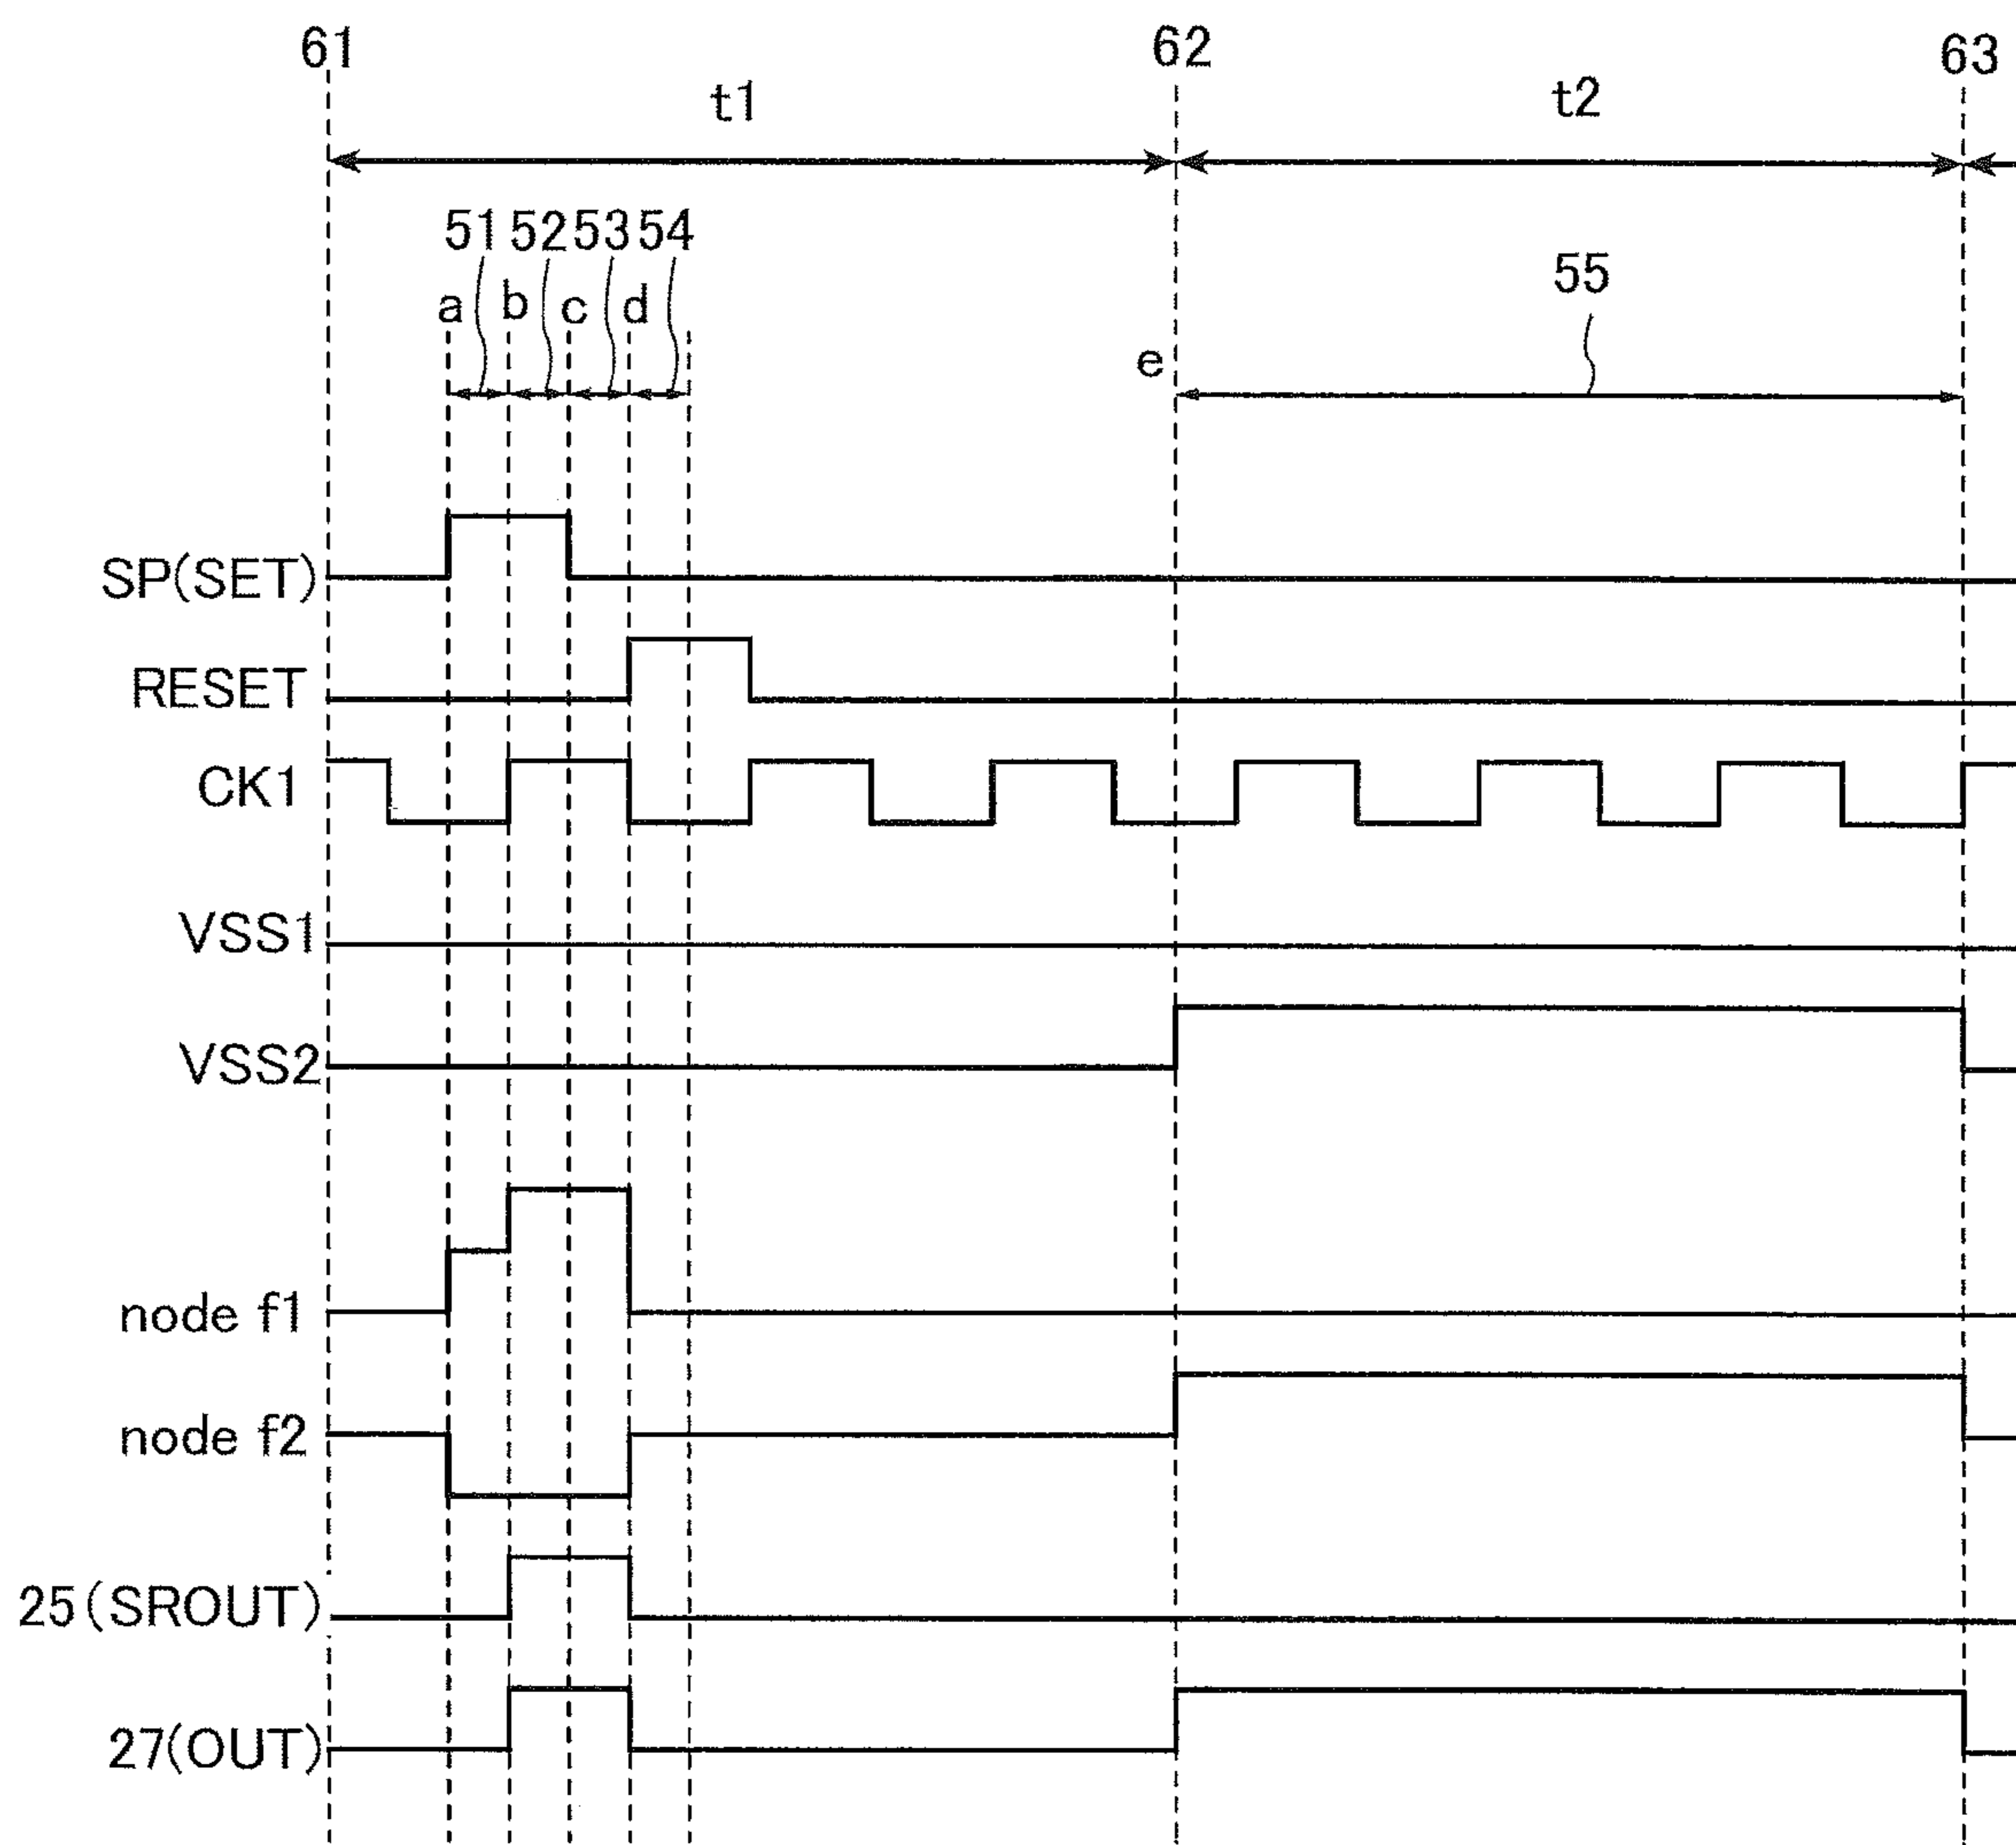 61 62 63
t1 t2
51 52 53 54
55
a b c d
e
SP(SET)
RESET
CK1
VSS1
VSS2
node f1
node f2
25(SROUT)
27(OUT)